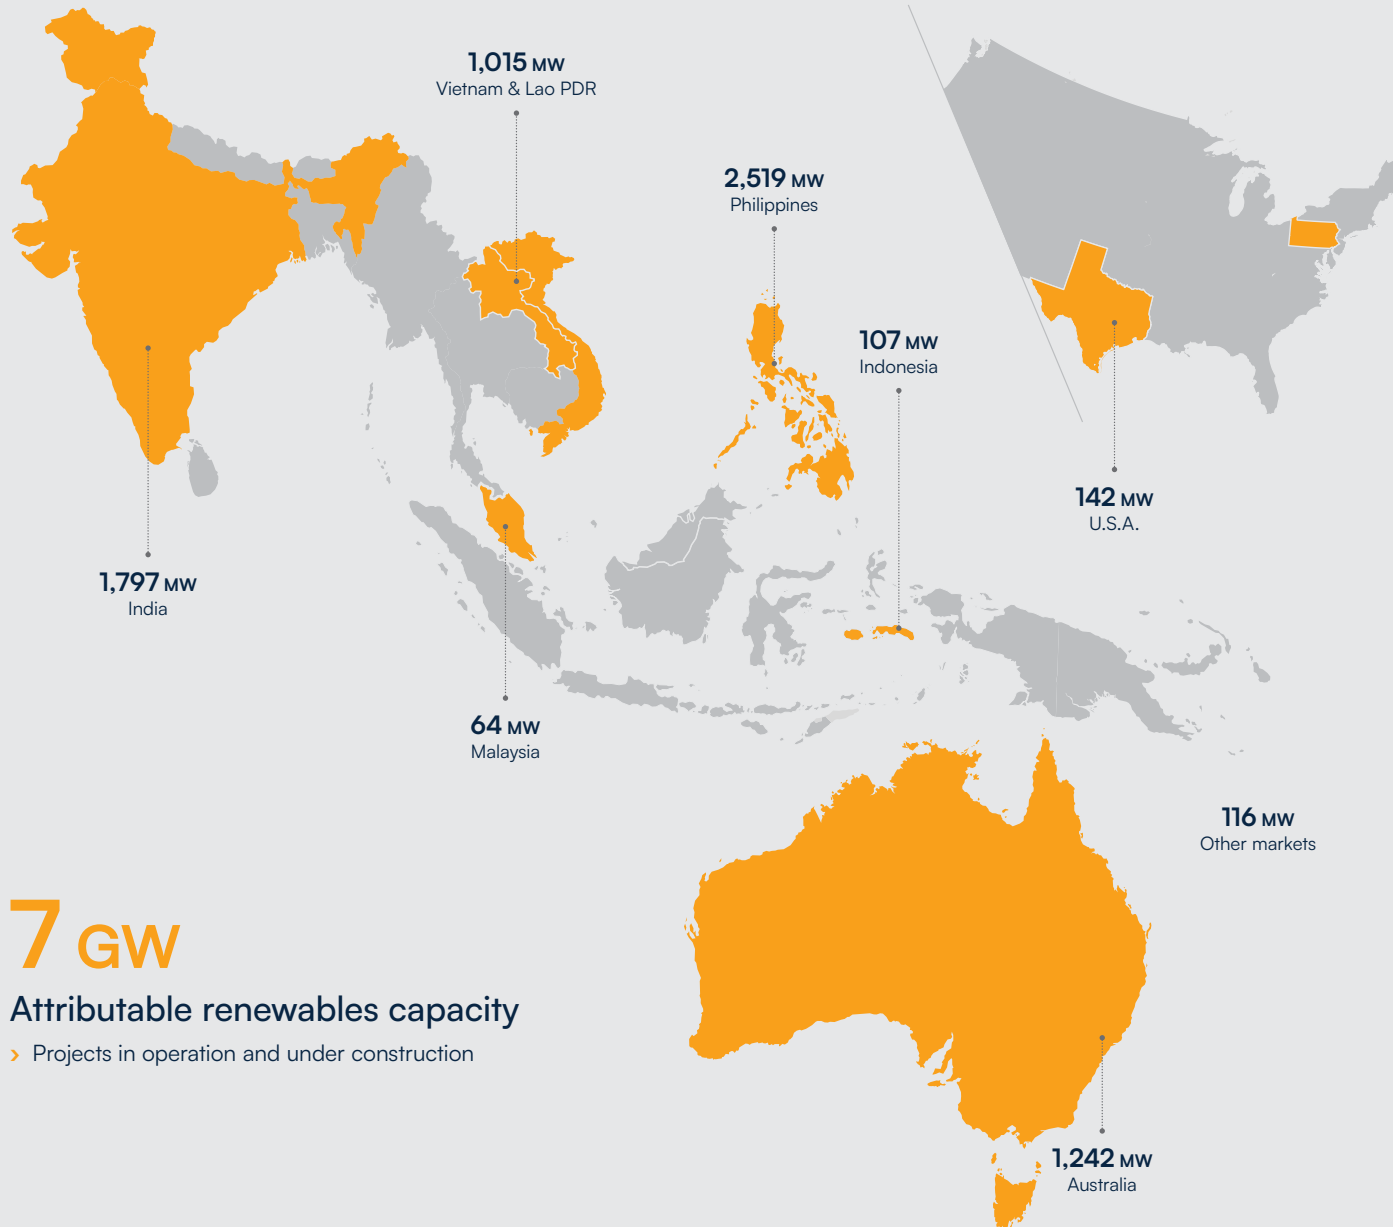 1,015 MW
Vietnam & Lao PDR
2,519 MW
Philippines
107 MW
Indonesia
142 MW
U.S.A.
1,797 MW
India
64 MW
Malaysia
116 MW
Other markets
7 GW
Attributable renewables capacity
› Projects in operation and under construction
1,242 MW
Australia